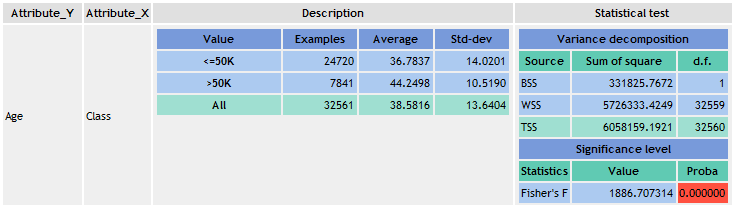 Attribute_Y Attribute_X Description Statistical test
Value Examples Average Std-dev
<=50K 24720 36.7837 14.0201
>50K 7841 44.2498 10.5190
All 32561 38.5816 13.6404
Age Class
Variance decomposition
Source Sum of square d.f.
BSS 331825.7672 1
WSS 5726333.4249 32559
TSS 6058159.1921 32560
Significance level
Statistics Value Proba
Fisher's F 1886.707314 0.000000